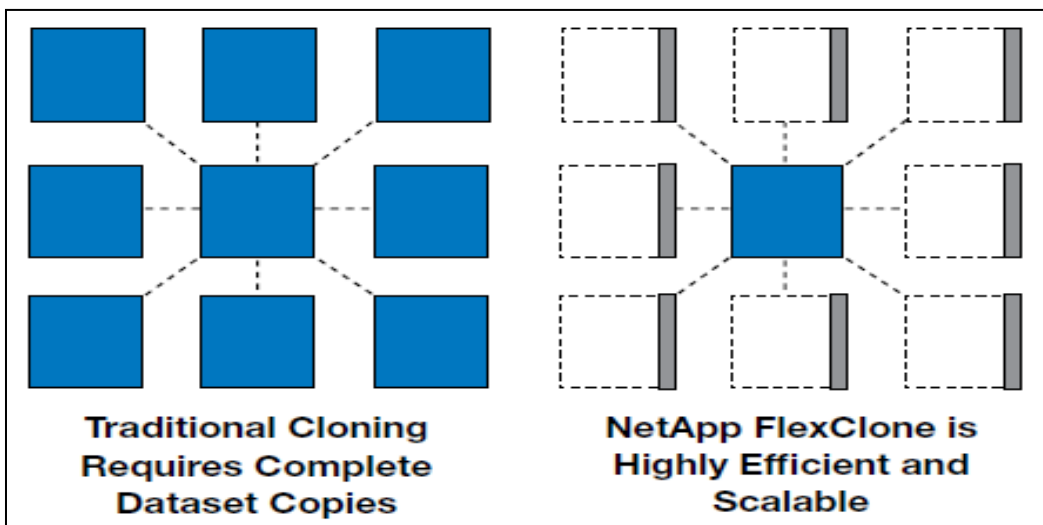 Traditional Cloning
Requires Complete
Dataset Copies
NetApp FlexClone is
Highly Efficient and
Scalable